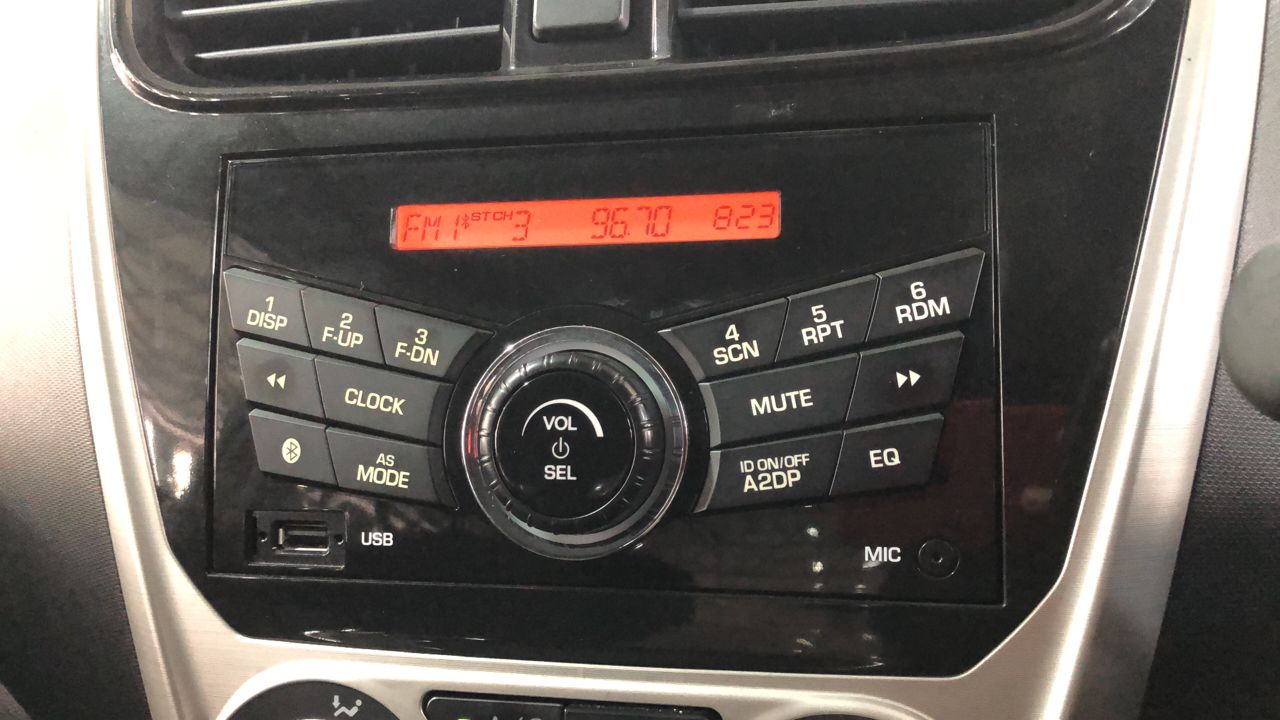 FM1 ST CH 3 96.70 8:23
1
DISP
2
F-UP
3
F-DN
4
SCN
5
RPT
6
RDM
CLOCK
MUTE
AS
MODE
VOL
SEL
ID ON/OFF
A2DP
EQ
USB
MIC